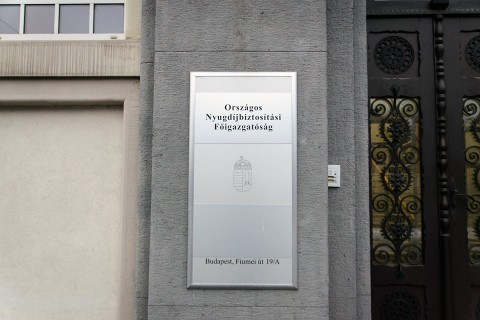 Országos
Nyugdíjbiztosítási
Főigazgatóság
Budapest, Fiumei út 19/A